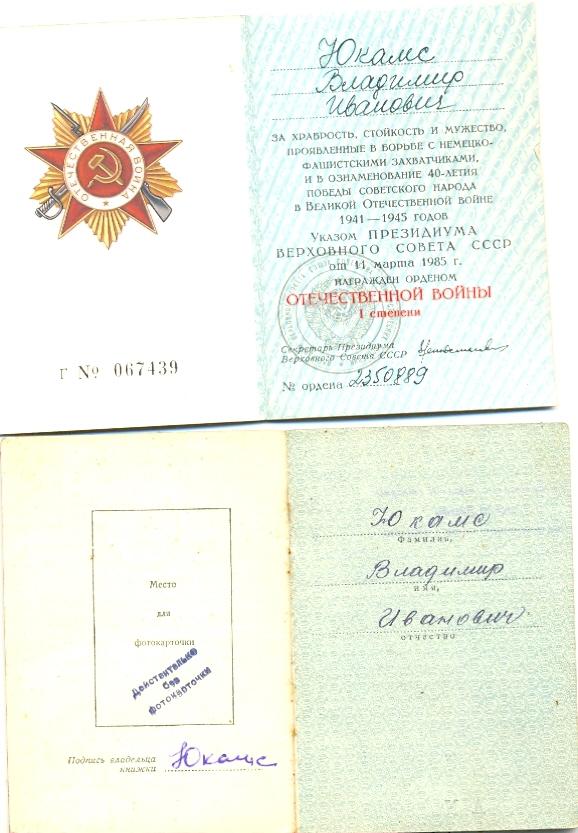 ОТЕЧЕСТВЕННАЯ ВОЙНА
Г № 067439
Юкамс
Владимир
Иванович
ЗА ХРАБРОСТЬ, СТОЙКОСТЬ И МУЖЕСТВО,
ПРОЯВЛЕННЫЕ В БОРЬБЕ С НЕМЕЦКО-
ФАШИСТСКИМИ ЗАХВАТЧИКАМИ,
И В ОЗНАМЕНОВАНИЕ 40-ЛЕТИЯ
ПОБЕДЫ СОВЕТСКОГО НАРОДА
В ВЕЛИКОЙ ОТЕЧЕСТВЕННОЙ ВОЙНЕ
1941—1945 ГОДОВ
УКАЗОМ ПРЕЗИДИУМА
ВЕРХОВНОГО СОВЕТА СССР
от 11 марта 1985 г.
НАГРАЖДЕН ОРДЕНОМ
ОТЕЧЕСТВЕННОЙ ВОЙНЫ
I степени
Секретарь Президиума
Верховного Совета СССР
№ ордена 2350889
Место
для
фотокарточки
Действительно
без
фотокарточки
Подпись владельца
книжки Юкамс
Юкамс
Фамилия,
Владимир
имя,
Иванович
отчество